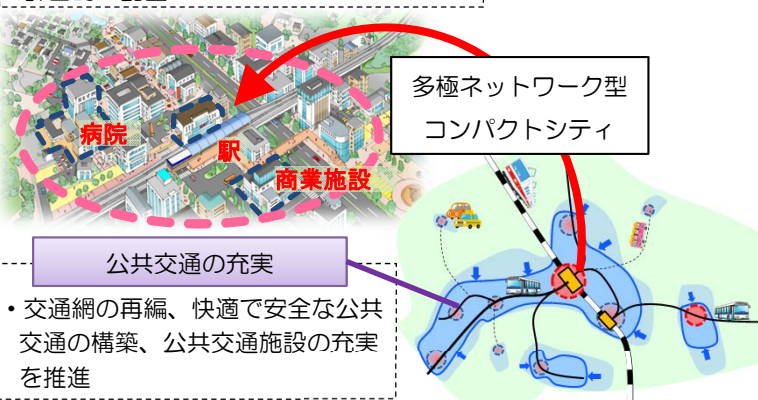 病院
駅
商業施設
多極ネットワーク型
コンパクトシティ
公共交通の充実
・交通網の再編、快適で安全な公共
交通の構築、公共交通施設の充実
を推進